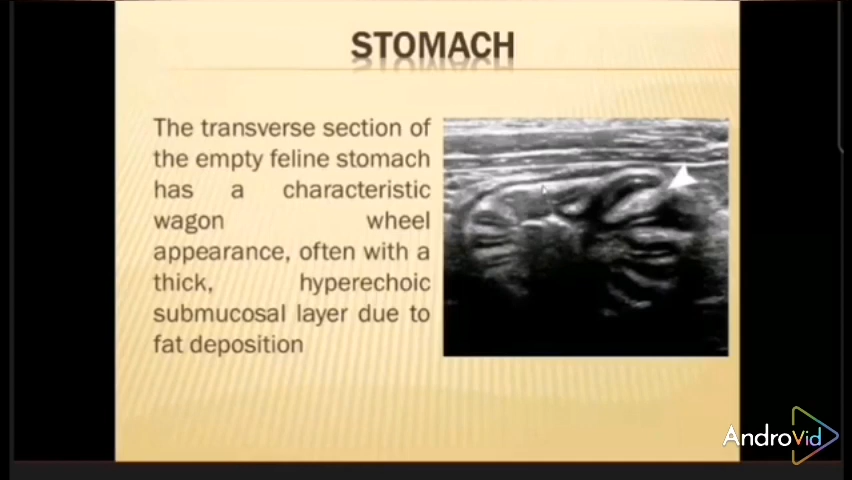 STOMACH
The transverse section of
the empty feline stomach
has a characteristic
wagon wheel
appearance, often with a
thick, hyperechoic
submucosal layer due to
fat deposition
AndroVid